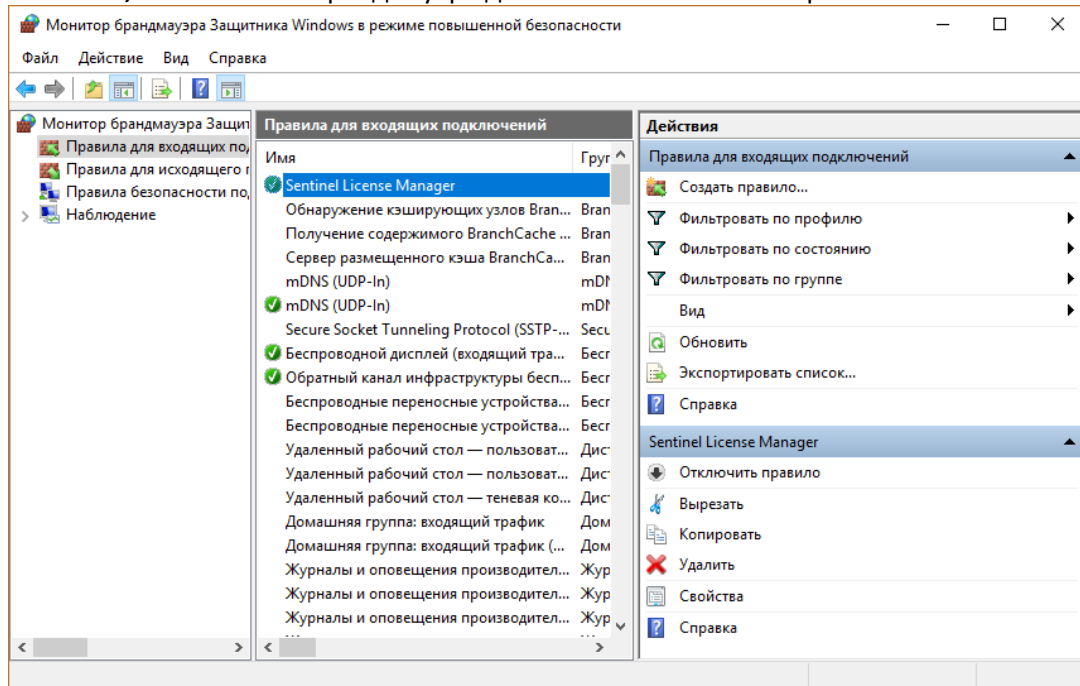 Монитор брандмауэра Защитника Windows в режиме повышенной безопасности
Файл Действие Вид Справка
Монитор брандмауэра Защит
Правила для входящих под
Правила для исходящего п
Правила безопасности по,
Наблюдение
Правила для входящих подключений
Имя Груп
Sentinel License Manager
Обнаружение кэширующих узлов Bran... Bran
Получение содержимого BranchCache ... Bran
Сервер размещенного кэша BranchCa... Bran
mDNS (UDP-In) mDN
mDNS (UDP-In) mDN
Secure Socket Tunneling Protocol (SSTP-... Secu
Беспроводной дисплей (входящий тра... Бесп
Обратный канал инфраструктуры бесп... Бесп
Беспроводные переносные устройства... Бесп
Беспроводные переносные устройства... Бесп
Удаленный рабочий стол — пользоват... Дист
Удаленный рабочий стол — пользоват... Дист
Удаленный рабочий стол — теневая ко... Дист
Домашняя группа: входящий трафик Дом
Домашняя группа: входящий трафик (... Дом
Журналы и оповещения производител... Жур
Журналы и оповещения производител... Жур
Журналы и оповещения производител... Жур
Действия
Правила для входящих подключений
Создать правило...
Фильтровать по профилю
Фильтровать по состоянию
Фильтровать по группе
Вид
Обновить
Экспортировать список...
Справка
Sentinel License Manager
Отключить правило
Вырезать
Копировать
Удалить
Свойства
Справка